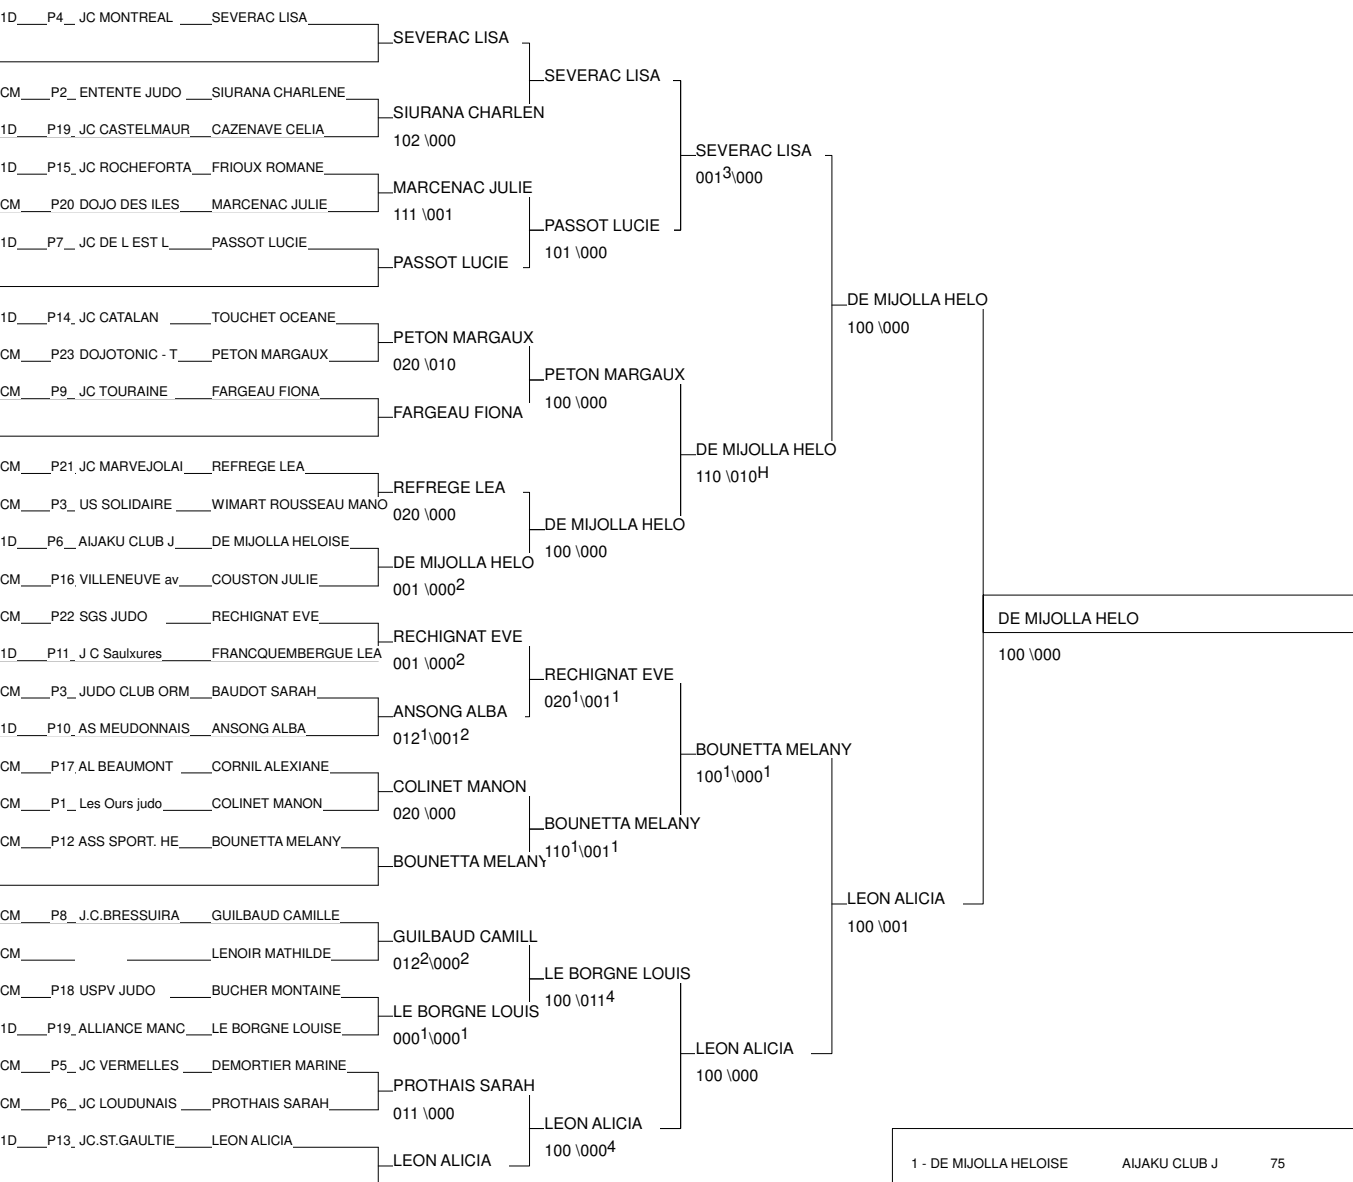 1D P4 JC MONTREAL SEVERAC LISA
CM P2 ENTENTE JUDO SIURANA CHARLENE
1D P19 JC CASTELMAUR CAZENAVE CELIA
1D P15 JC ROCHEFORTA FRIOUX ROMANE
CM P20 DOJO DES ILES MARCENAC JULIE
1D P7 JC DE L EST L PASSOT LUCIE
1D P14 JC CATALAN TOUCHET OCEANE
CM P23 DOJOTONIC - T PETON MARGAUX
CM P9 JC TOURAINE FARGEAU FIONA
CM P21 JC MARVEJOLAI REFREGE LEA
CM P3 US SOLIDAIRE WIMART ROUSSEAU MANO
1D P6 AIJAKU CLUB J DE MIJOLLA HELOISE
CM P16 VILLENEUVE av COUSTON JULIE
CM P22 SGS JUDO RECHIGNAT EVE
1D P11 J C Saulxures FRANCQUEMBERGUE LEA
CM P3 JUDO CLUB ORM BAUDOT SARAH
1D P10 AS MEUDONNAIS ANSONG ALBA
CM P17 AL BEAUMONT CORNIL ALEXIANE
CM P1 Les Ours judo COLINET MANON
CM P12 ASS SPORT. HE BOUNETTA MELANY
CM P8 J.C.BRESSUIRA GUILBAUD CAMILLE
CM LENOIR MATHILDE
CM P18 USPV JUDO BUCHER MONTAINE
1D P19 ALLIANCE MANC LE BORGNE LOUISE
CM P5 JC VERMELLES DEMORTIER MARINE
CM P6 JC LOUDUNAIS PROTHAIS SARAH
1D P13 JC.ST.GAULTIE LEON ALICIA
SEVERAC LISA
SIURANA CHARLEN
102 \000
MARCENAC JULIE
111 \001
PASSOT LUCIE
PETON MARGAUX
020 \010
FARGEAU FIONA
REFREGE LEA
020 \000
DE MIJOLLA HELO
001 \000²
RECHIGNAT EVE
001 \000²
ANSONG ALBA
012¹\001²
COLINET MANON
020 \000
BOUNETTA MELANY
GUILBAUD CAMILL
012²\000²
LE BORGNE LOUIS
000¹\000¹
PROTHAIS SARAH
011 \000
LEON ALICIA
SEVERAC LISA
PASSOT LUCIE
101 \000
PETON MARGAUX
100 \000
DE MIJOLLA HELO
100 \000
RECHIGNAT EVE
020¹\001¹
BOUNETTA MELANY
110¹\001¹
LE BORGNE LOUIS
100 \011⁴
LEON ALICIA
100 \000⁴
SEVERAC LISA
001³\000
DE MIJOLLA HELO
110 \010ᴴ
BOUNETTA MELANY
100¹\000¹
LEON ALICIA
100 \000
DE MIJOLLA HELO
100 \000
LEON ALICIA
100 \001
DE MIJOLLA HELO
100 \000
1 - DE MIJOLLA HELOISE AIJAKU CLUB J 75